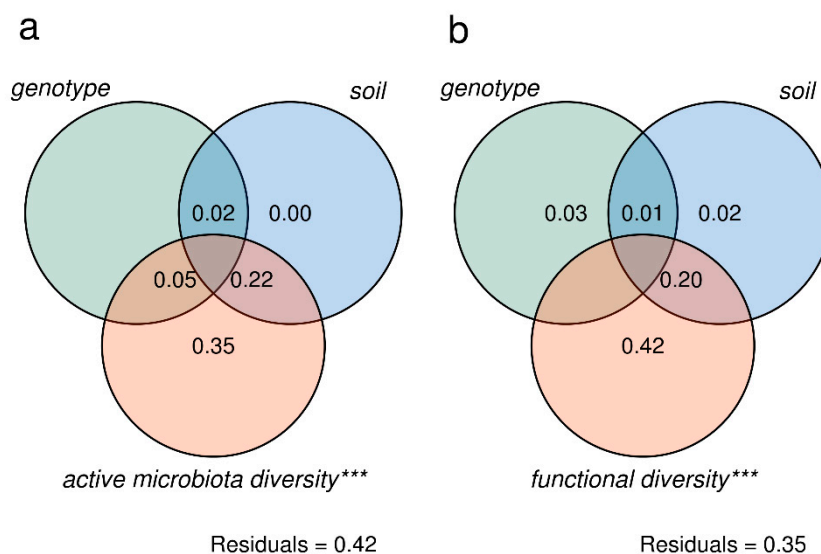 a
genotype
soil
0.02
0.00
0.05
0.22
0.35
active microbiota diversity***
Residuals = 0.42
b
genotype
soil
0.03
0.01
0.02
0.20
0.42
functional diversity***
Residuals = 0.35